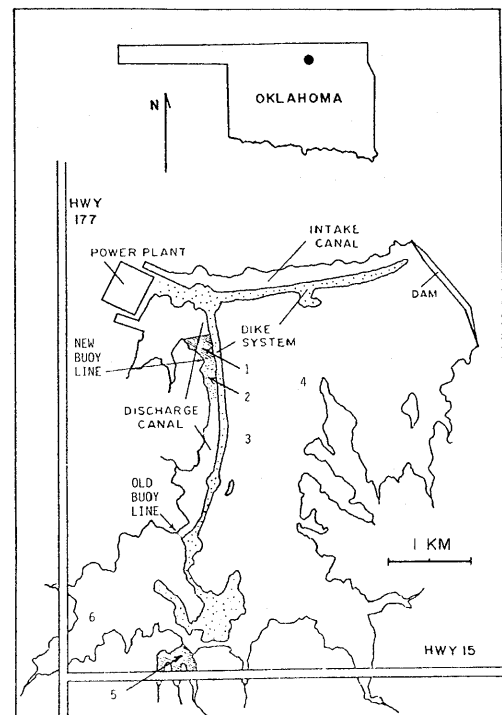 OKLAHOMA
N
HWY
177
INTAKE
CANAL
POWER PLANT
DAM
DIKE
SYSTEM
NEW
BUOY
LINE
1
2
4
DISCHARGE
CANAL
3
OLD
BUOY
LINE
1 KM
6
HWY 15
5